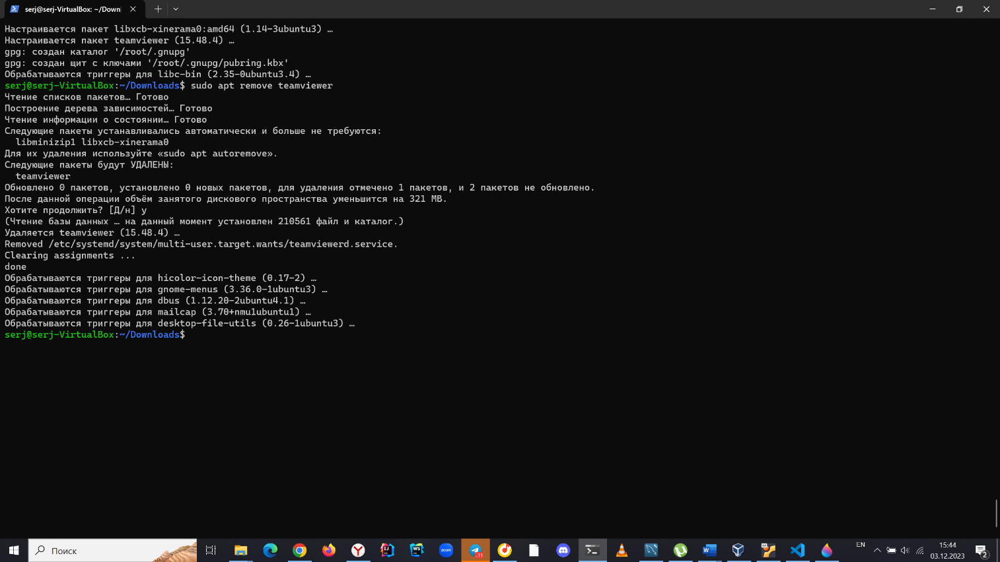 serj@serj-VirtualBox: ~/Downl
Настраивается пакет libxcb-xinerama0:amd64 (1.14-3ubuntu3) …
Настраивается пакет teamviewer (15.48.4) …
gpg: создан каталог '/root/.gnupg'
gpg: создан щит с ключами '/root/.gnupg/pubring.kbx'
Обрабатываются триггеры для libc-bin (2.35-0ubuntu3.4) …
serj@serj-VirtualBox:~/Downloads$ sudo apt remove teamviewer
Чтение списков пакетов… Готово
Построение дерева зависимостей… Готово
Чтение информации о состоянии… Готово
Следующие пакеты устанавливались автоматически и больше не требуются:
  libminizip1 libxcb-xinerama0
Для их удаления используйте «sudo apt autoremove».
Следующие пакеты будут УДАЛЕНЫ:
  teamviewer
Обновлено 0 пакетов, установлено 0 новых пакетов, для удаления отмечено 1 пакетов, и 2 пакетов не обновлено.
После данной операции объём занятого дискового пространства уменьшится на 321 MB.
Хотите продолжить? [Д/н] y
(Чтение базы данных … на данный момент установлен 210561 файл и каталог.)
Удаляется teamviewer (15.48.4) …
Removed /etc/systemd/system/multi-user.target.wants/teamviewerd.service.
Clearing assignments ...
done
Обрабатываются триггеры для hicolor-icon-theme (0.17-2) …
Обрабатываются триггеры для gnome-menus (3.36.0-1ubuntu3) …
Обрабатываются триггеры для dbus (1.12.20-2ubuntu4.1) …
Обрабатываются триггеры для mailcap (3.70+nmu1ubuntu1) …
Обрабатываются триггеры для desktop-file-utils (0.26-1ubuntu3) …
serj@serj-VirtualBox:~/Downloads$
Поиск
IJ
WS
zoom
..11
W
EN
15:44
03.12.2023
2